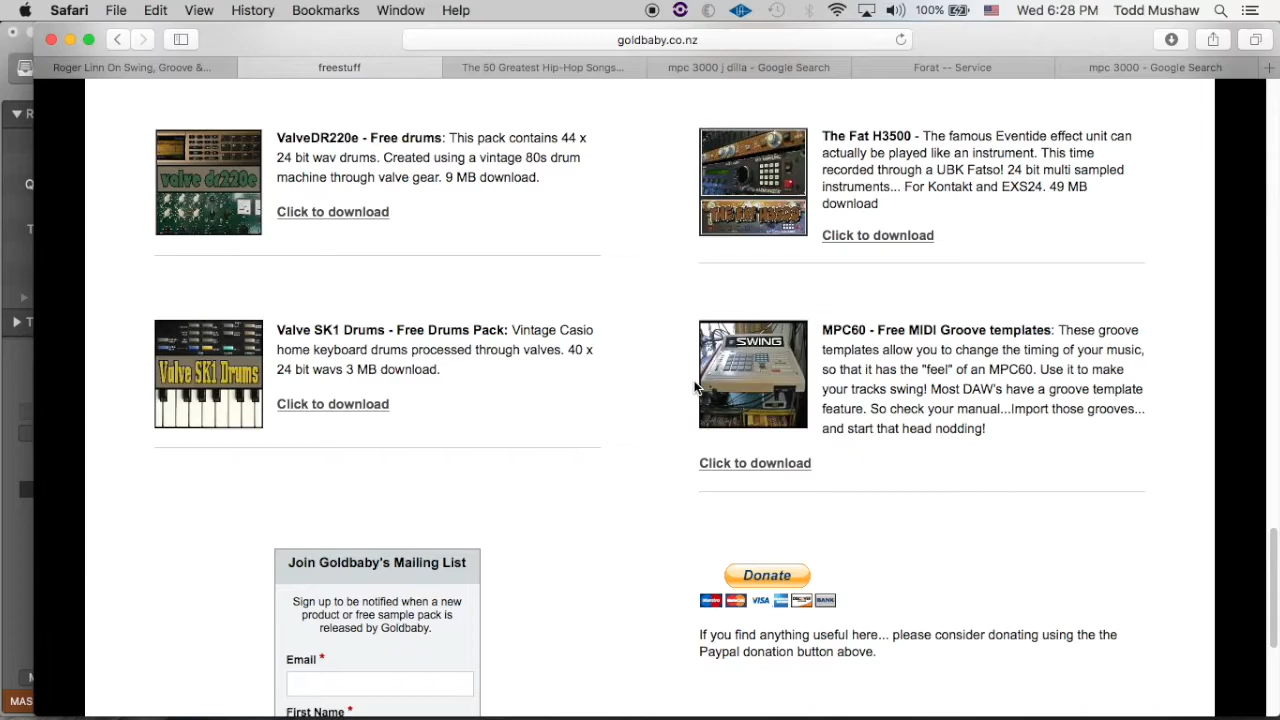 Safari File Edit View History Bookmarks Window Help 100% Wed 6:28 PM Todd Mushaw
goldbaby.co.nz
Roger Linn On Swing, Groove &... freestuff The 50 Greatest Hip-Hop Songs... mpc 3000 j dilla - Google Search Forat -- Service mpc 3000 - Google Search
ValveDR220e - Free drums: This pack contains 44 x
24 bit wav drums. Created using a vintage 80s drum
machine through valve gear. 9 MB download.
Click to download
valve dr220e
The Fat H3500 - The famous Eventide effect unit can
actually be played like an instrument. This time
recorded through a UBK Fatso! 24 bit multi sampled
instruments... For Kontakt and EXS24. 49 MB
download
Click to download
Valve SK1 Drums - Free Drums Pack: Vintage Casio
home keyboard drums processed through valves. 40 x
24 bit wavs 3 MB download.
Click to download
Valve SK1 Drums
SWING
MPC60 - Free MIDI Groove templates: These groove
templates allow you to change the timing of your music,
so that it has the "feel" of an MPC60. Use it to make
your tracks swing! Most DAW's have a groove template
feature. So check your manual...Import those grooves...
and start that head nodding!
Click to download
Join Goldbaby's Mailing List
Sign up to be notified when a new
product or free sample pack is
released by Goldbaby.
Email *
First Name *
Donate
VISA
BANK
If you find anything useful here... please consider donating using the the
Paypal donation button above.
MAS